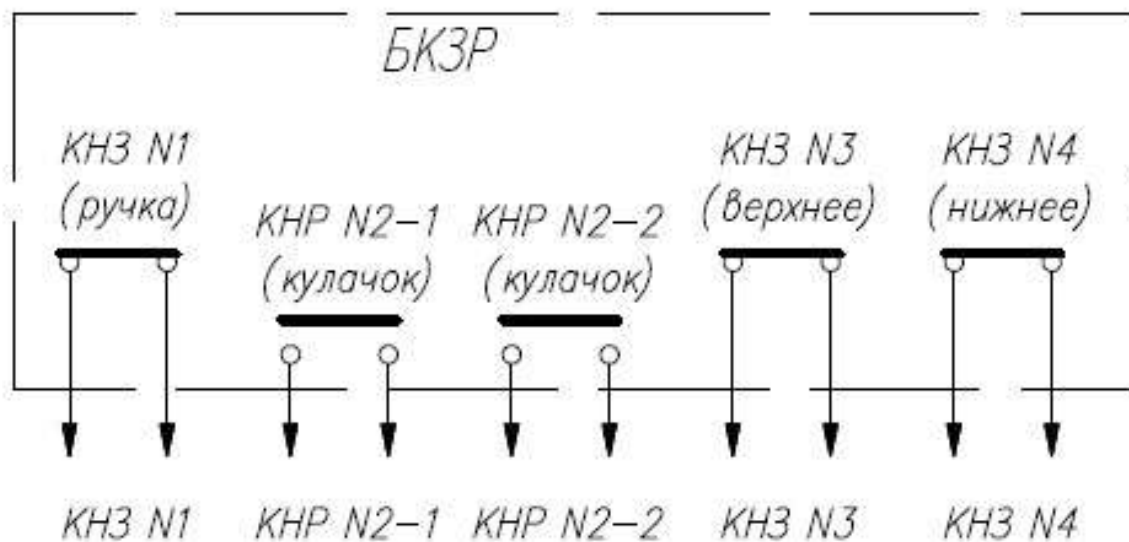 БКЗР
КНЗ N1
(ручка)
КНР N2-1
(кулачок)
КНР N2-2
(кулачок)
КНЗ N3
(верхнее)
КНЗ N4
(нижнее)
КНЗ N1 КНР N2-1 КНР N2-2 КНЗ N3 КНЗ N4